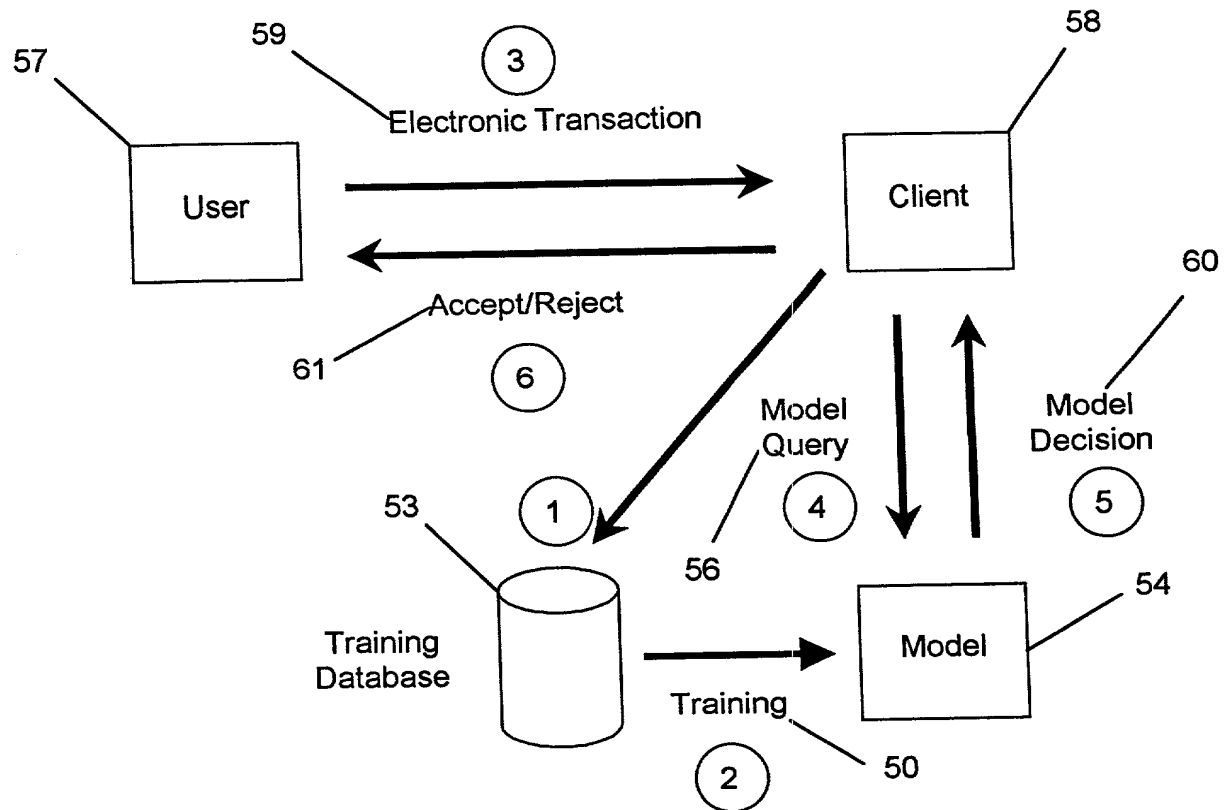 59
3
58
57
Electronic Transaction
User
Client
60
Accept/Reject
61
6
Model
Query
Model
Decision
53
1
4
5
56
54
Training
Database
Model
Training
50
2